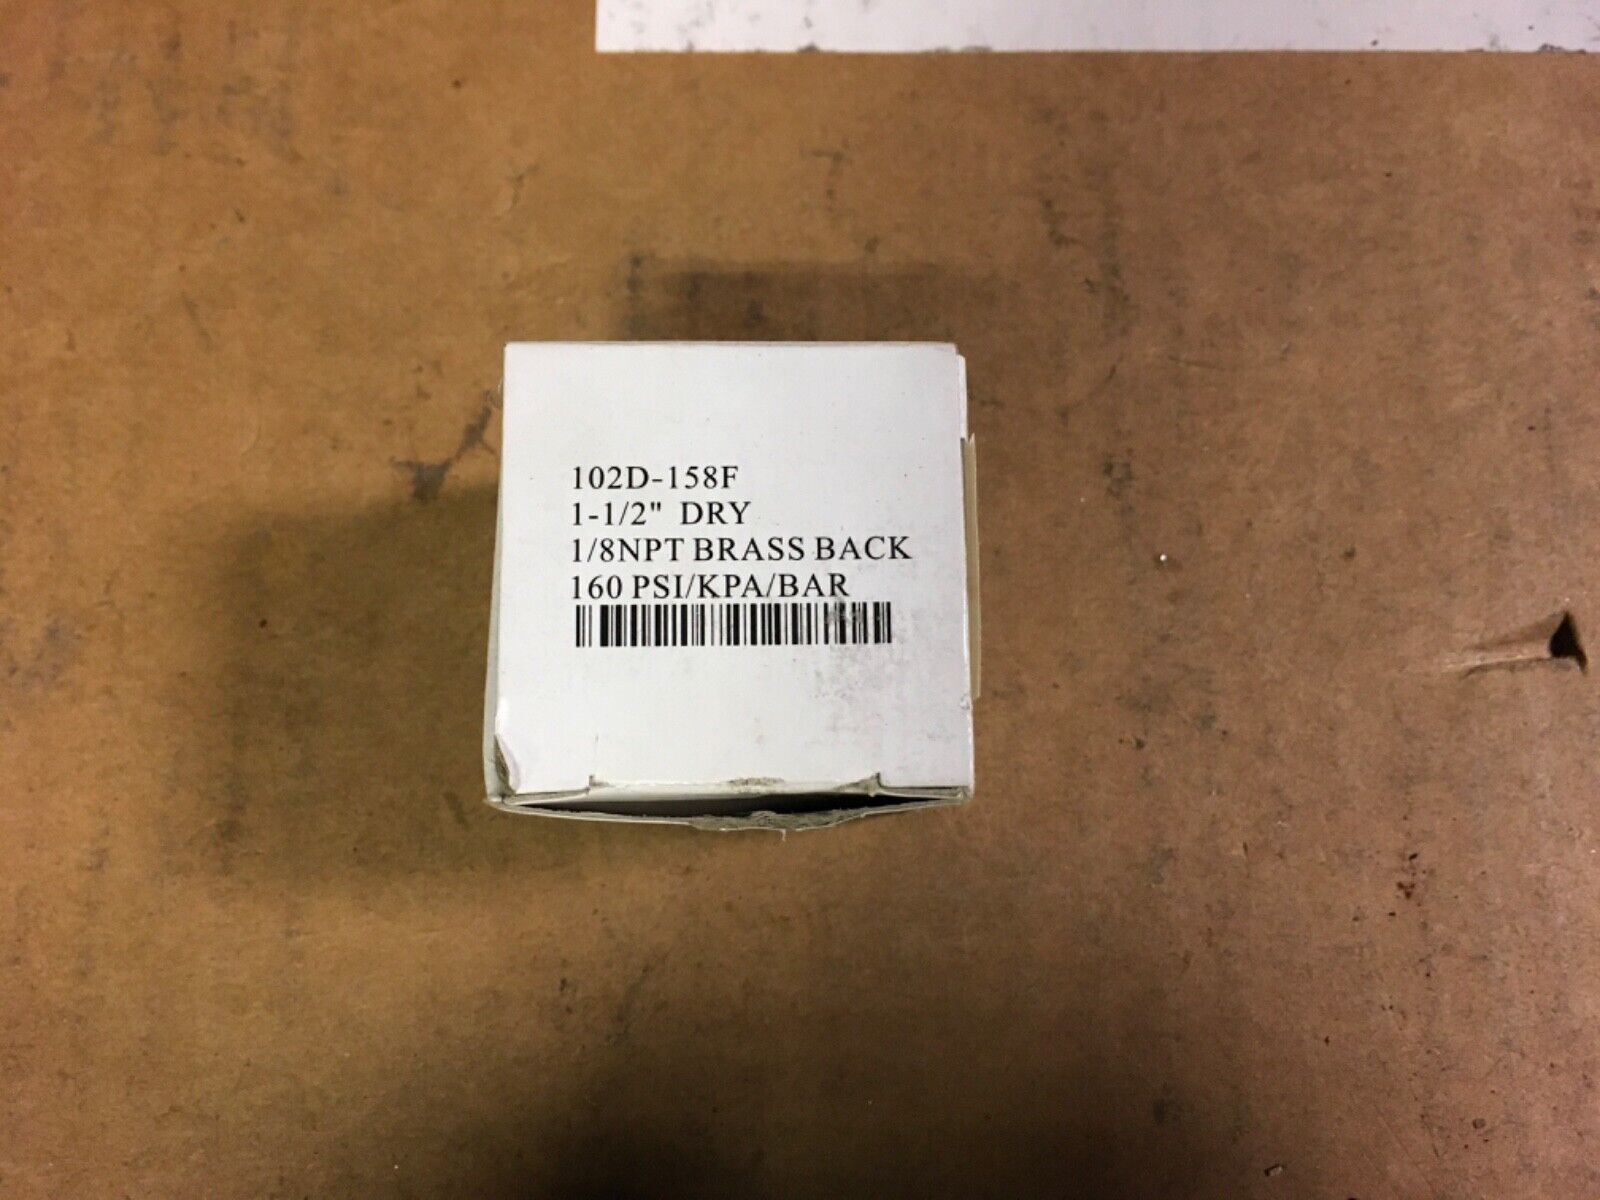 102D-158F
1-1/2" DRY
1/8NPT BRASS BACK
160 PSI/KPA/BAR